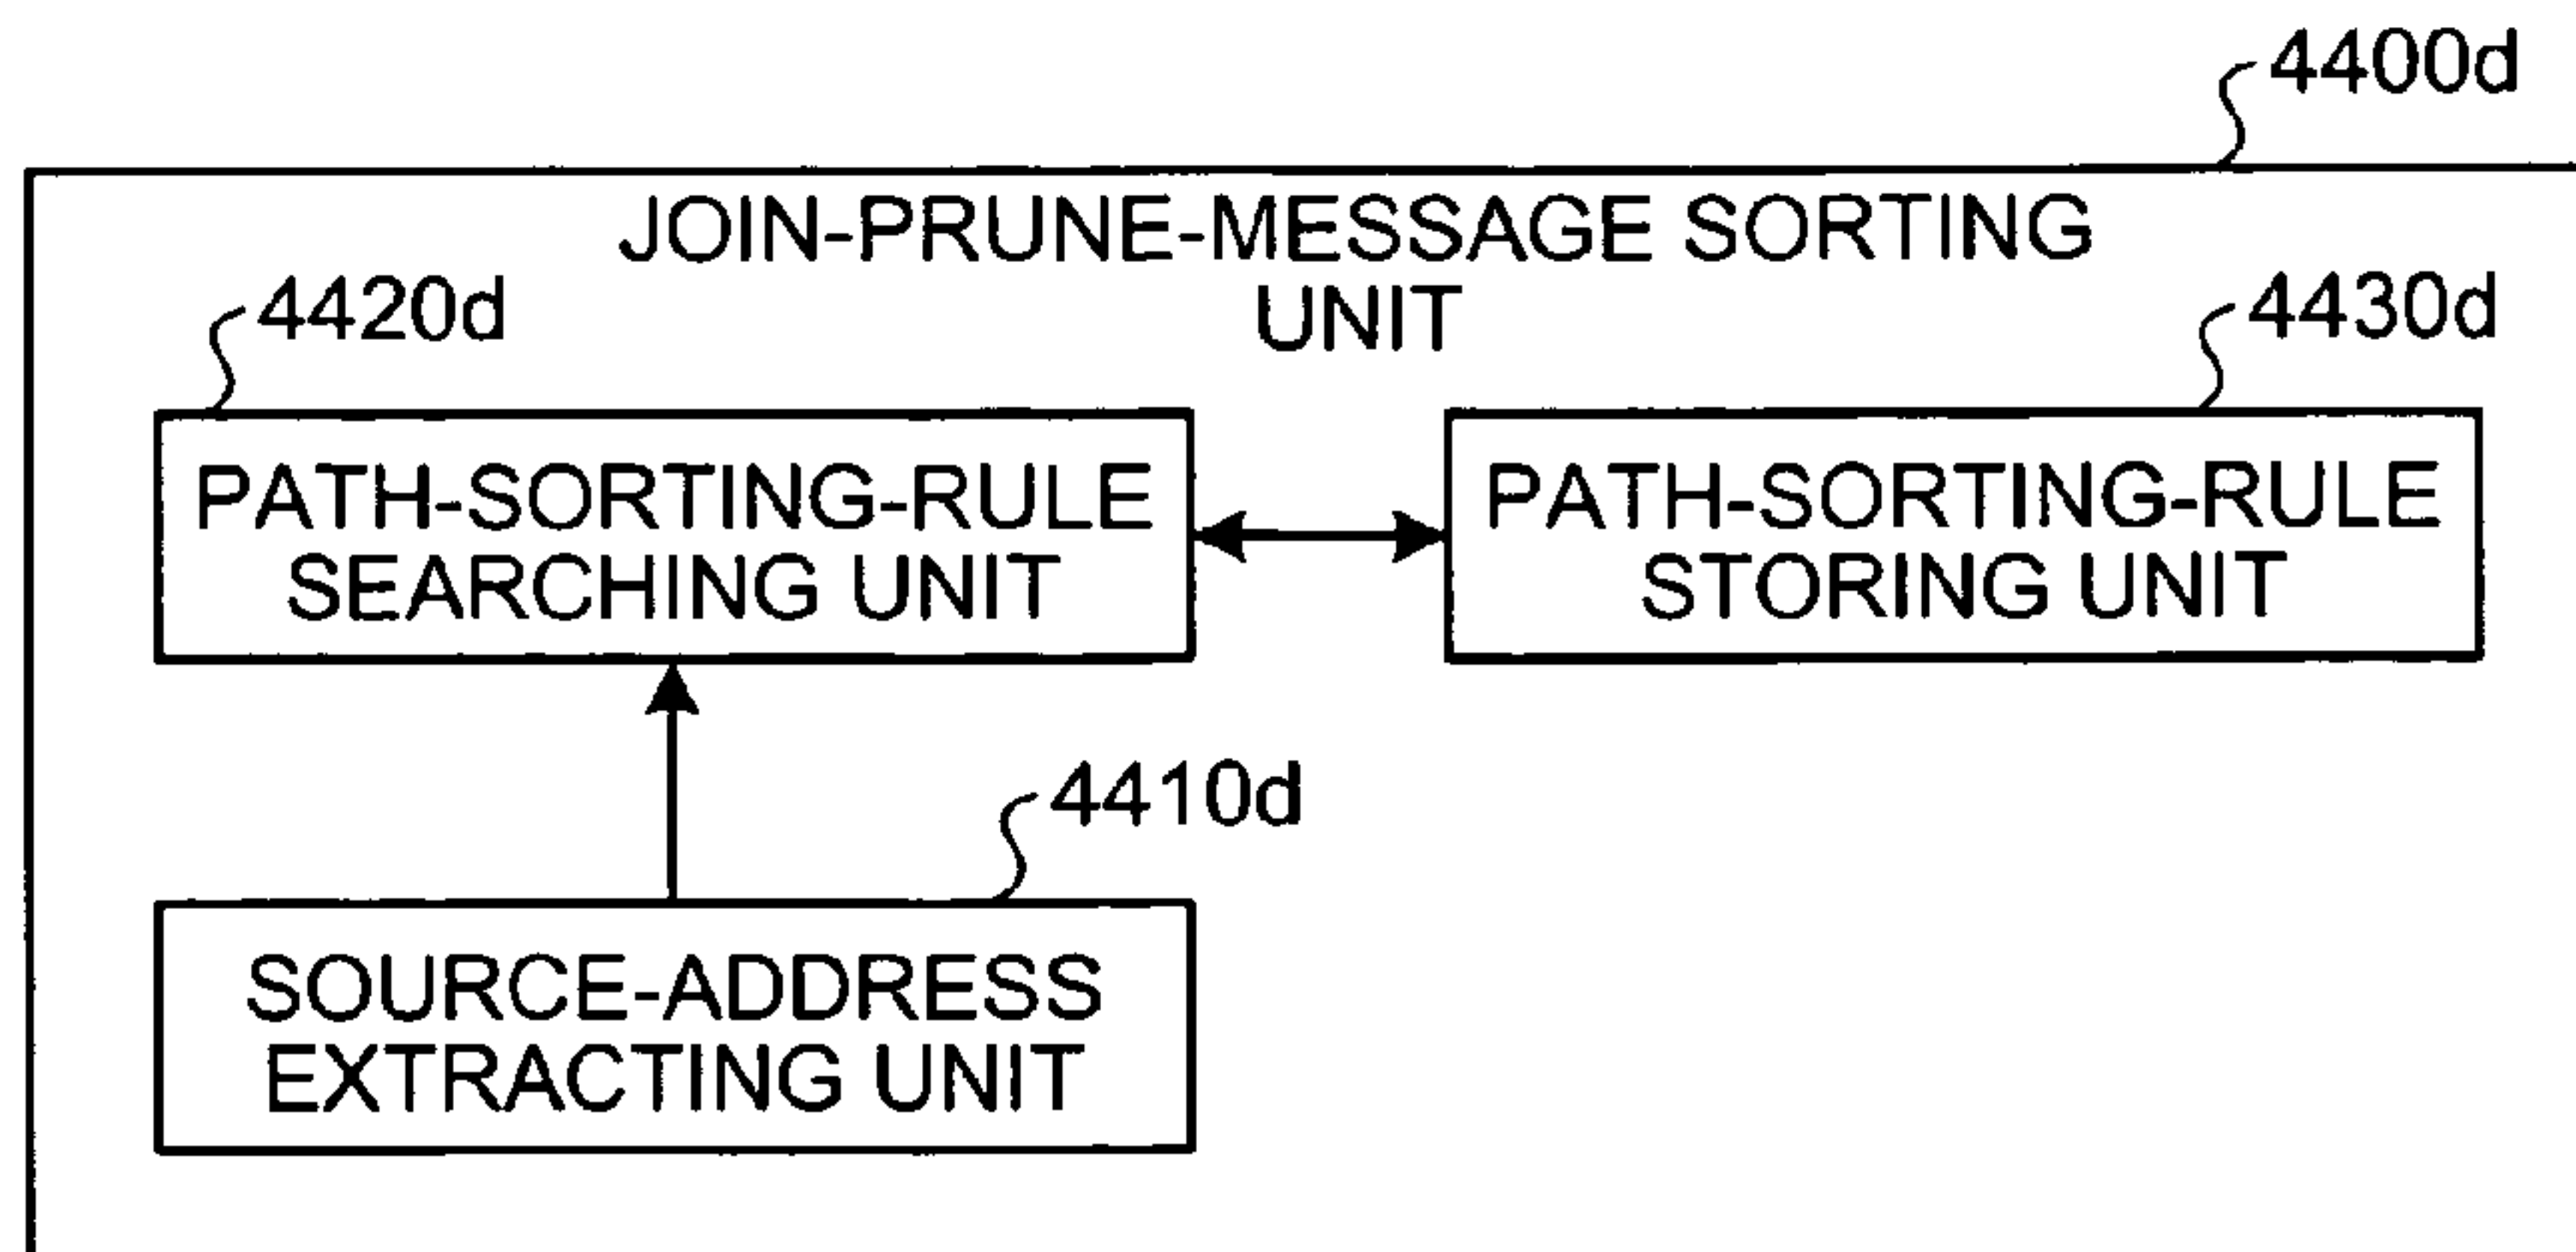 4400d
JOIN-PRUNE-MESSAGE SORTING
UNIT
4420d
4430d
PATH-SORTING-RULE
SEARCHING UNIT
PATH-SORTING-RULE
STORING UNIT
4410d
SOURCE-ADDRESS
EXTRACTING UNIT